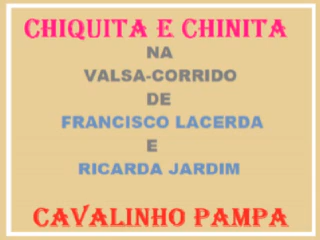 CHIQUITA E CHINITA
NA
VALSA-CORRIDO
DE
FRANCISCO LACERDA
E
RICARDA JARDIM
CAVALINHO PAMPA